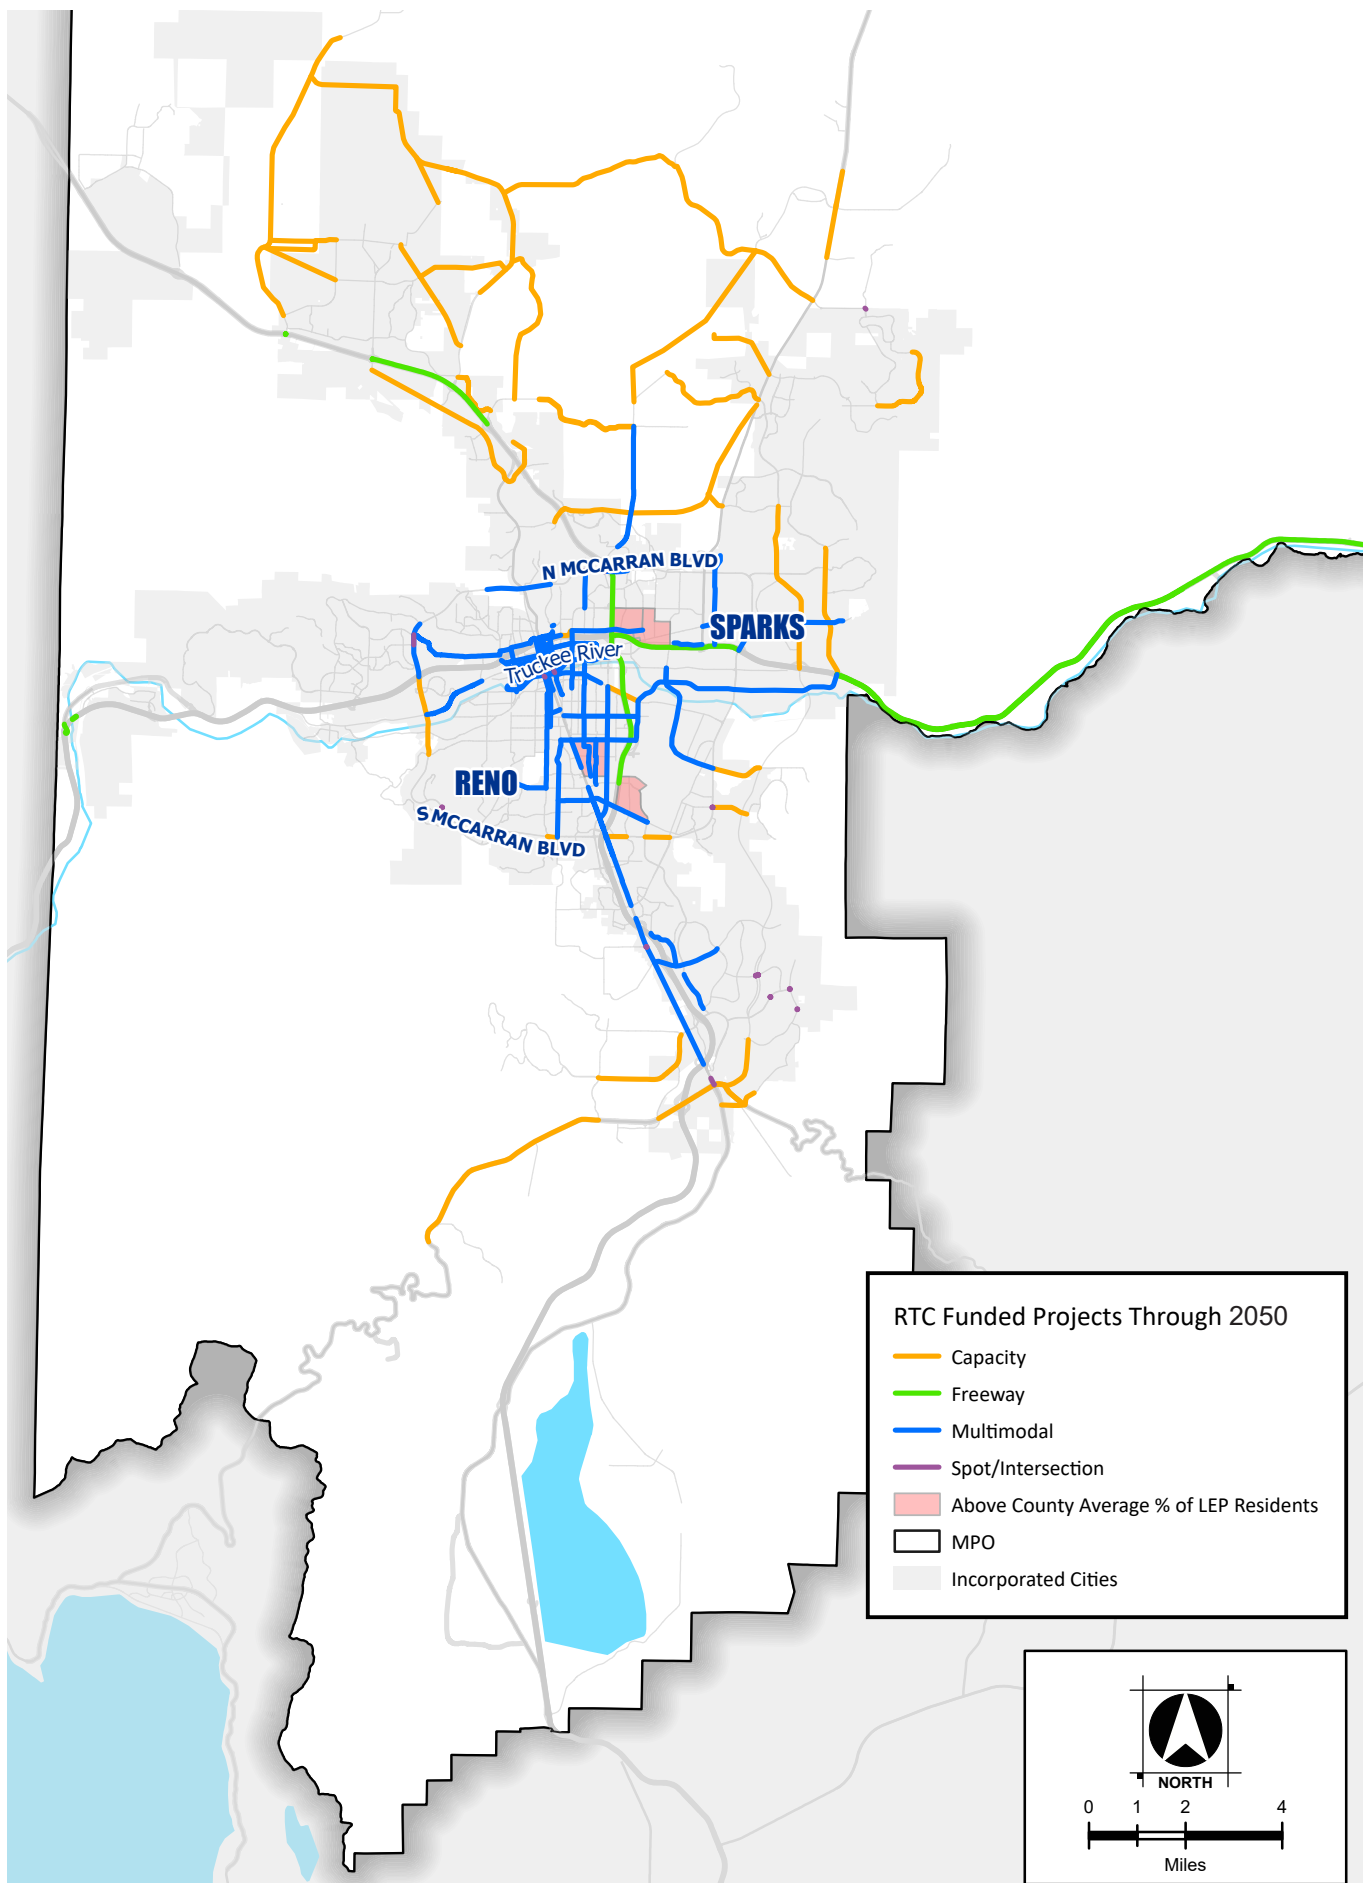 N MCCARRAN BLVD
SPARKS
Truckee River
RENO
S MCCARRAN BLVD
RTC Funded Projects Through 2050
Capacity
Freeway
Multimodal
Spot/Intersection
Above County Average % of LEP Residents
MPO
Incorporated Cities
NORTH
0 1 2 4
Miles